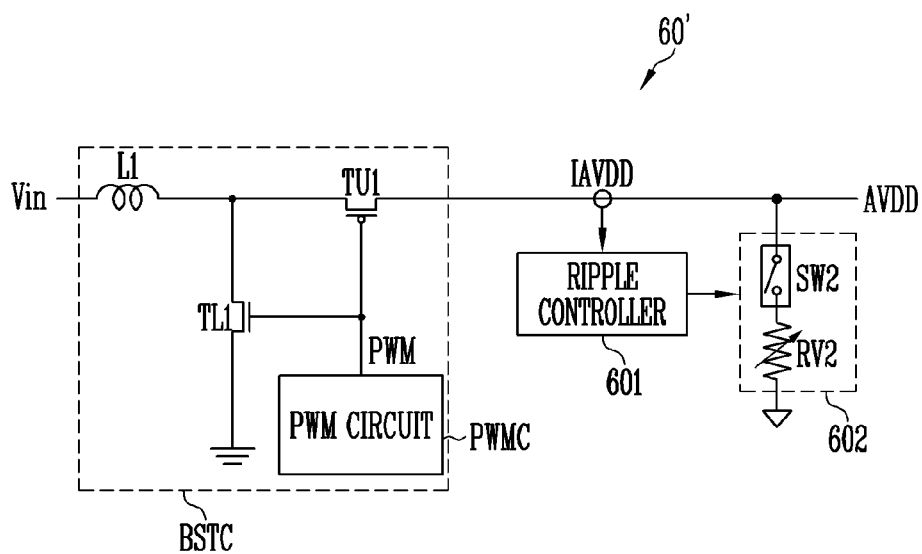 60'
L1
TU1
IAVDD
Vin
AVDD
RIPPLE
CONTROLLER
SW2
TL1
PWM
RV2
601
PWM CIRCUIT
PWMC
602
BSTC